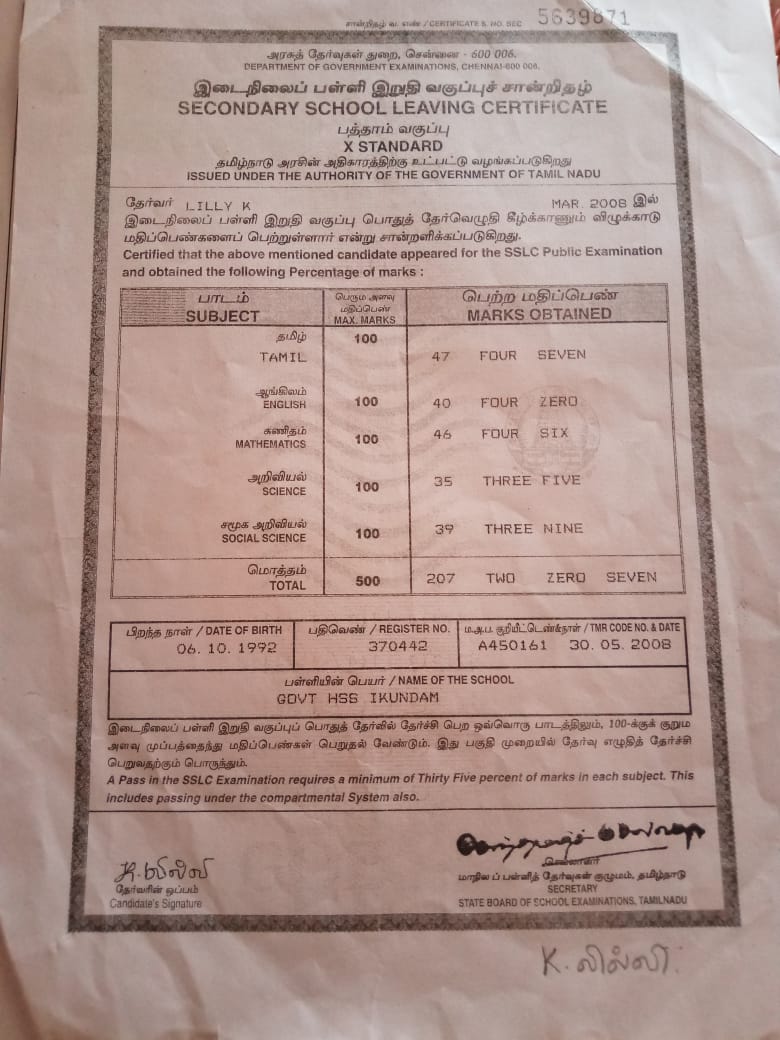 சான்றிதழ் வ. எண் / CERTIFICATE S. NO. SEC 5639871
அரசுத் தேர்வுகள் துறை, சென்னை - 600 006.
DEPARTMENT OF GOVERNMENT EXAMINATIONS, CHENNAI-600 006.
இடைநிலைப் பள்ளி இறுதி வகுப்புச் சான்றிதழ்
SECONDARY SCHOOL LEAVING CERTIFICATE
பத்தாம் வகுப்பு
X STANDARD
தமிழ்நாடு அரசின் அதிகாரத்திற்கு உட்பட்டு வழங்கப்படுகிறது
ISSUED UNDER THE AUTHORITY OF THE GOVERNMENT OF TAMIL NADU
தேர்வர் LILLY K MAR. 2008 இல்
இடைநிலைப் பள்ளி இறுதி வகுப்பு பொதுத் தேர்வெழுதி கீழ்க்காணும் விழுக்காடு
மதிப்பெண்களைப் பெற்றுள்ளார் என்று சான்றளிக்கப்படுகிறது.
Certified that the above mentioned candidate appeared for the SSLC Public Examination
and obtained the following Percentage of marks :
பாடம் பெரும அளவு பெற்ற மதிப்பெண்
மதிப்பெண்
SUBJECT MAX. MARKS MARKS OBTAINED
தமிழ் 100
TAMIL 47 FOUR SEVEN
ஆங்கிலம்
ENGLISH 100 40 FOUR ZERO
கணிதம்
MATHEMATICS 100 46 FOUR SIX
அறிவியல்
SCIENCE 100 35 THREE FIVE
சமூக அறிவியல்
SOCIAL SCIENCE 100 39 THREE NINE
மொத்தம்
TOTAL 500 207 TWO ZERO SEVEN
பிறந்த நாள் / DATE OF BIRTH பதிவெண் / REGISTER NO. ம.அ.ப. குறியீட்டெண்&நாள் / TMR CODE NO. & DATE
06. 10. 1992 370442 A450161 30. 05. 2008
பள்ளியின் பெயர் / NAME OF THE SCHOOL
GOVT HSS IKUNDAM
இடைநிலைப் பள்ளி இறுதி வகுப்புப் பொதுத் தேர்வில் தேர்ச்சி பெற ஒவ்வொரு பாடத்திலும், 100-க்குக் குறும
அளவு முப்பத்தைந்து மதிப்பெண்கள் பெறுதல் வேண்டும். இது பகுதி முறையில் தேர்வு எழுதித் தேர்ச்சி
பெறுவதற்கும் பொருந்தும்.
A Pass in the SSLC Examination requires a minimum of Thirty Five percent of marks in each subject. This
includes passing under the compartmental System also.
K. லில்லி
தேர்வரின் ஒப்பம்
Candidate's Signature
செயலாளர்
மாநிலப் பள்ளித் தேர்வுகள் குழுமம், தமிழ்நாடு
SECRETARY
STATE BOARD OF SCHOOL EXAMINATIONS, TAMILNADU
K. லில்லி.